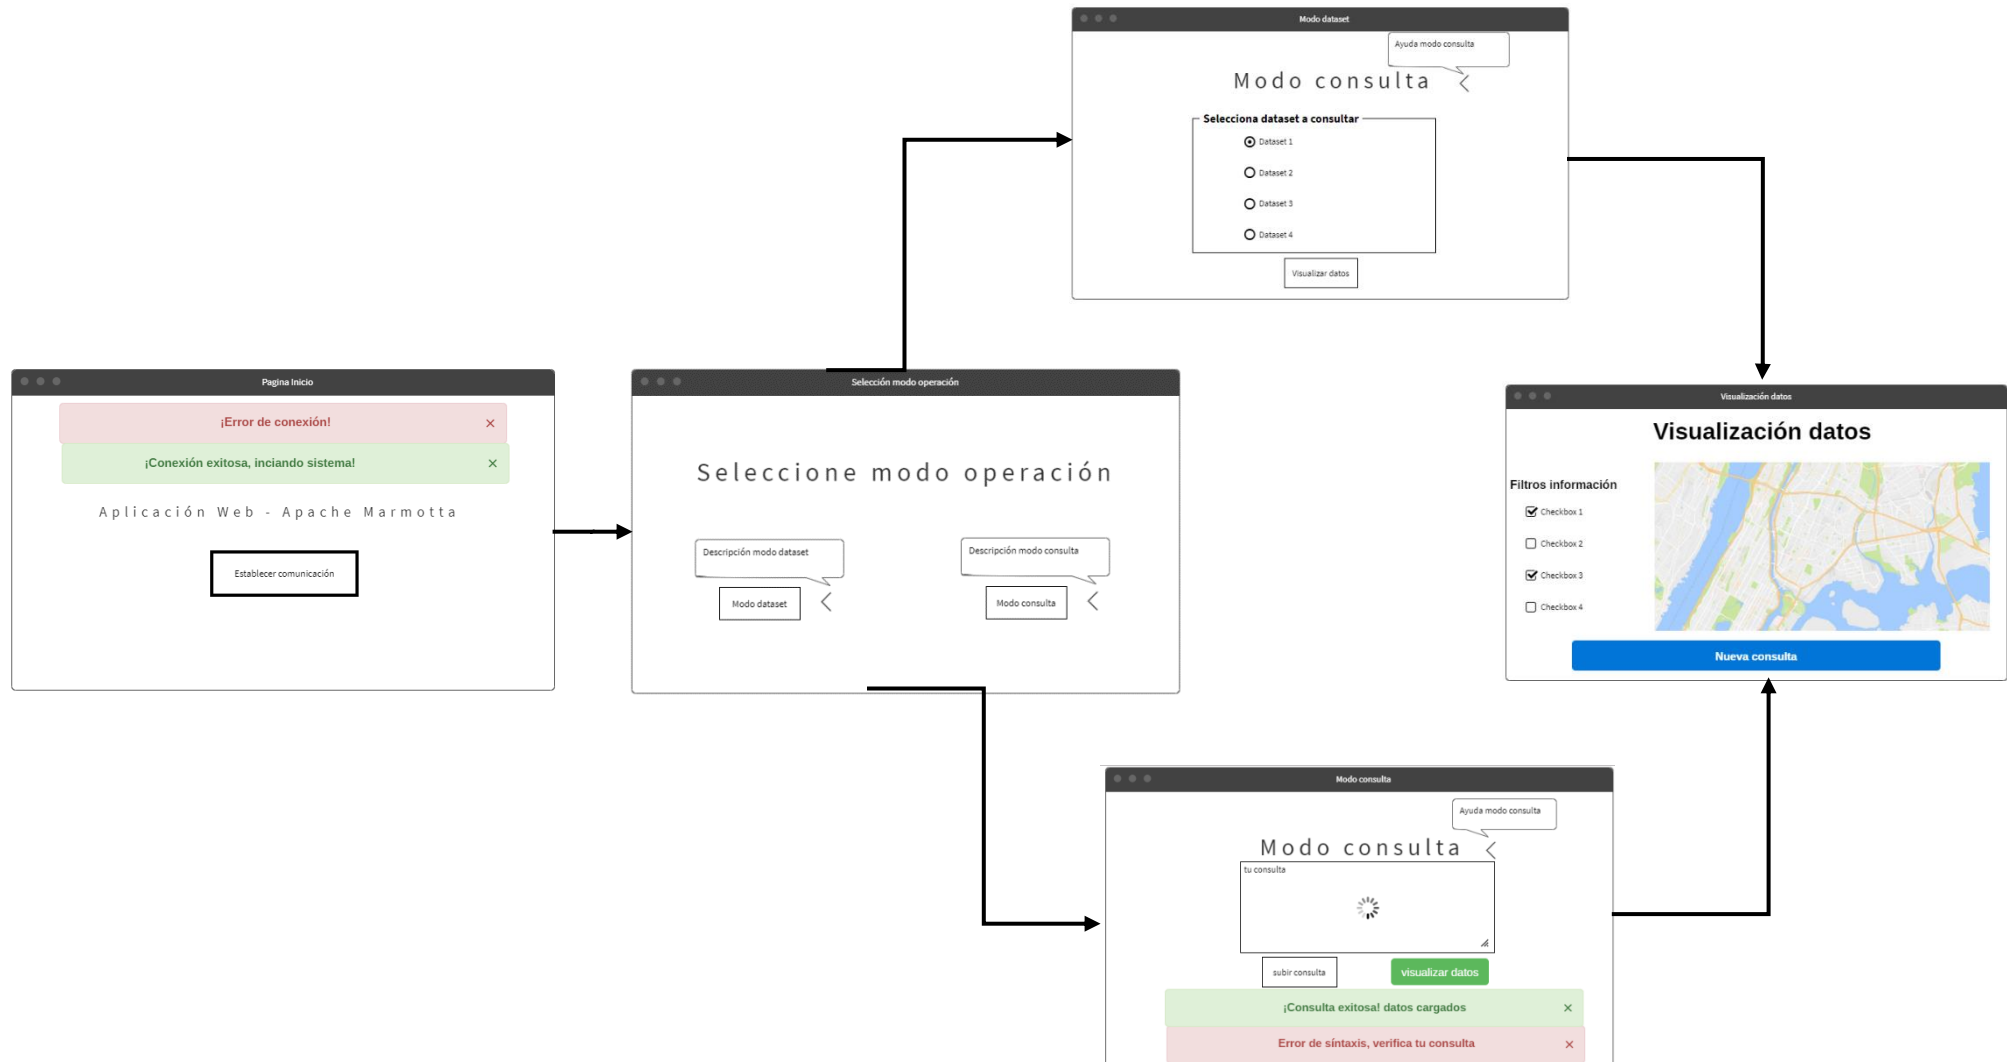 Modo dataset
Ayuda modo consulta
Modo consulta
Selecciona dataset a consultar
Dataset 1
Dataset 2
Dataset 3
Dataset 4
Visualizar datos
Pagina Inicio
¡Error de conexión!
¡Conexión exitosa, inciando sistema!
Aplicación Web - Apache Marmotta
Establecer comunicación
Selección modo operación
Seleccione modo operación
Descripción modo dataset
Descripción modo consulta
Modo dataset
Modo consulta
Visualización datos
Visualización datos
Filtros información
Checkbox 1
Checkbox 2
Checkbox 3
Checkbox 4
Nueva consulta
Modo consulta
Ayuda modo consulta
Modo consulta
tu consulta
subir consulta
visualizar datos
¡Consulta exitosa! datos cargados
Error de síntaxis, verifica tu consulta